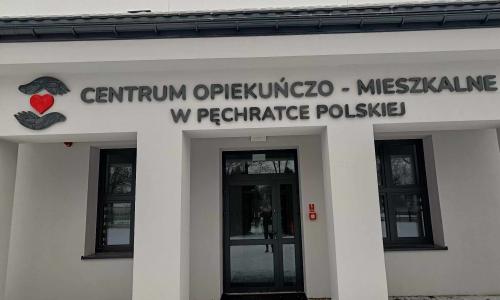 CENTRUM OPIEKUŃCZO - MIESZKALNE
W PĘCHRATCE POLSKIEJ